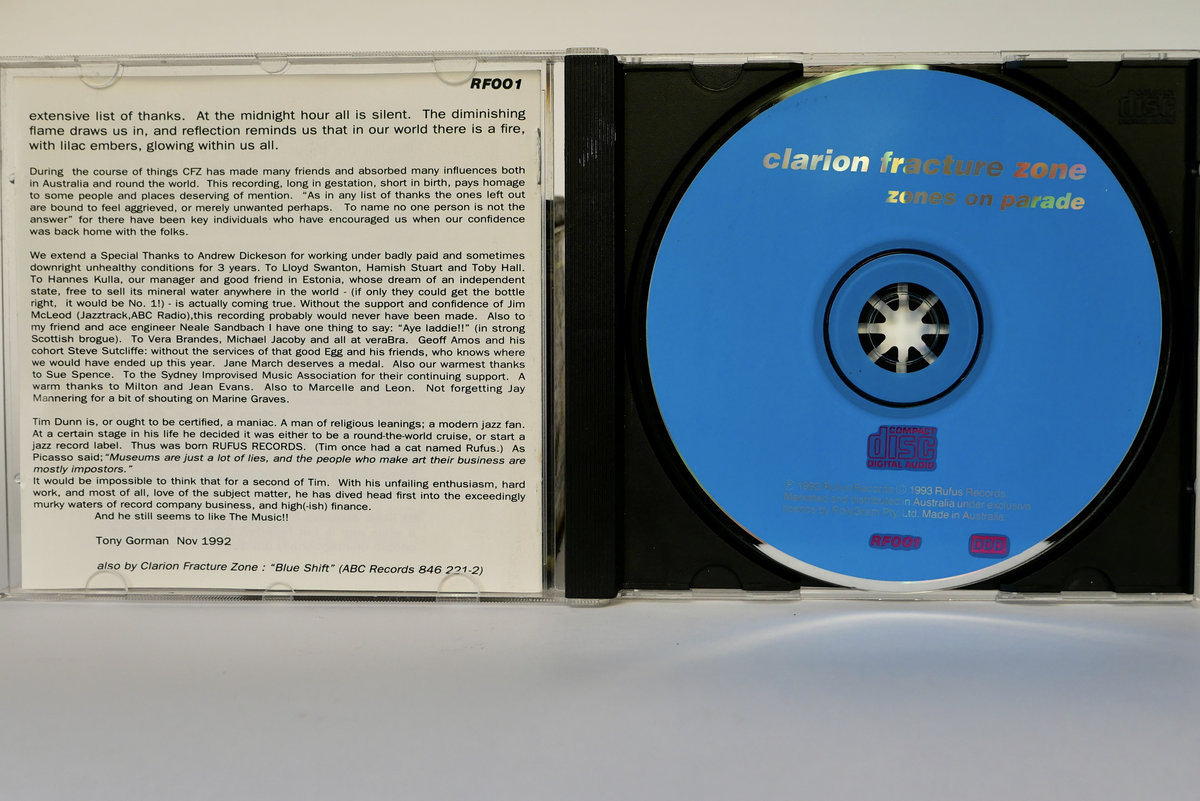 RF001
extensive list of thanks. At the midnight hour all is silent. The diminishing
flame draws us in, and reflection reminds us that in our world there is a fire,
with lilac embers, glowing within us all.
During the course of things CFZ has made many friends and absorbed many influences both
in Australia and round the world. This recording, long in gestation, short in birth, pays homage
to some people and places deserving of mention. “As in any list of thanks the ones left out
are bound to feel aggrieved, or merely unwanted perhaps. To name no one person is not the
answer” for there have been key individuals who have encouraged us when our confidence
was back home with the folks.
We extend a Special Thanks to Andrew Dickeson for working under badly paid and sometimes
downright unhealthy conditions for 3 years. To Lloyd Swanton, Hamish Stuart and Toby Hall.
To Hannes Kulla, our manager and good friend in Estonia, whose dream of an independent
state, free to sell its mineral water anywhere in the world - (if only they could get the bottle
right, it would be No. 1!) - is actually coming true. Without the support and confidence of Jim
McLeod (Jazztrack,ABC Radio),this recording probably would never have been made. Also to
my friend and ace engineer Neale Sandbach I have one thing to say: “Aye laddie!!” (in strong
Scottish brogue). To Vera Brandes, Michael Jacoby and all at veraBra. Geoff Amos and his
cohort Steve Sutcliffe: without the services of that good Egg and his friends, who knows where
we would have ended up this year. Jane March deserves a medal. Also our warmest thanks
to Sue Spence. To the Sydney Improvised Music Association for their continuing support. A
warm thanks to Milton and Jean Evans. Also to Marcelle and Leon. Not forgetting Jay
Mannering for a bit of shouting on Marine Graves.
Tim Dunn is, or ought to be certified, a maniac. A man of religious leanings; a modern jazz fan.
At a certain stage in his life he decided it was either to be a round-the-world cruise, or start a
jazz record label. Thus was born RUFUS RECORDS. (Tim once had a cat named Rufus.) As
Picasso said;“Museums are just a lot of lies, and the people who make art their business are
mostly impostors.”
It would be impossible to think that for a second of Tim. With his unfailing enthusiasm, hard
work, and most of all, love of the subject matter, he has dived head first into the exceedingly
murky waters of record company business, and high(-ish) finance.
And he still seems to like The Music!!
Tony Gorman Nov 1992
also by Clarion Fracture Zone : “Blue Shift” (ABC Records 846 221-2)
disc
clarion fracture zone
zones on parade
COMPACT
disc
DIGITAL AUDIO
℗ 1993 Rufus Records © 1993 Rufus Records
Marketed and distributed in Australia under exclusive
licence by PolyGram Pty. Ltd. Made in Australia.
RF001
DDD